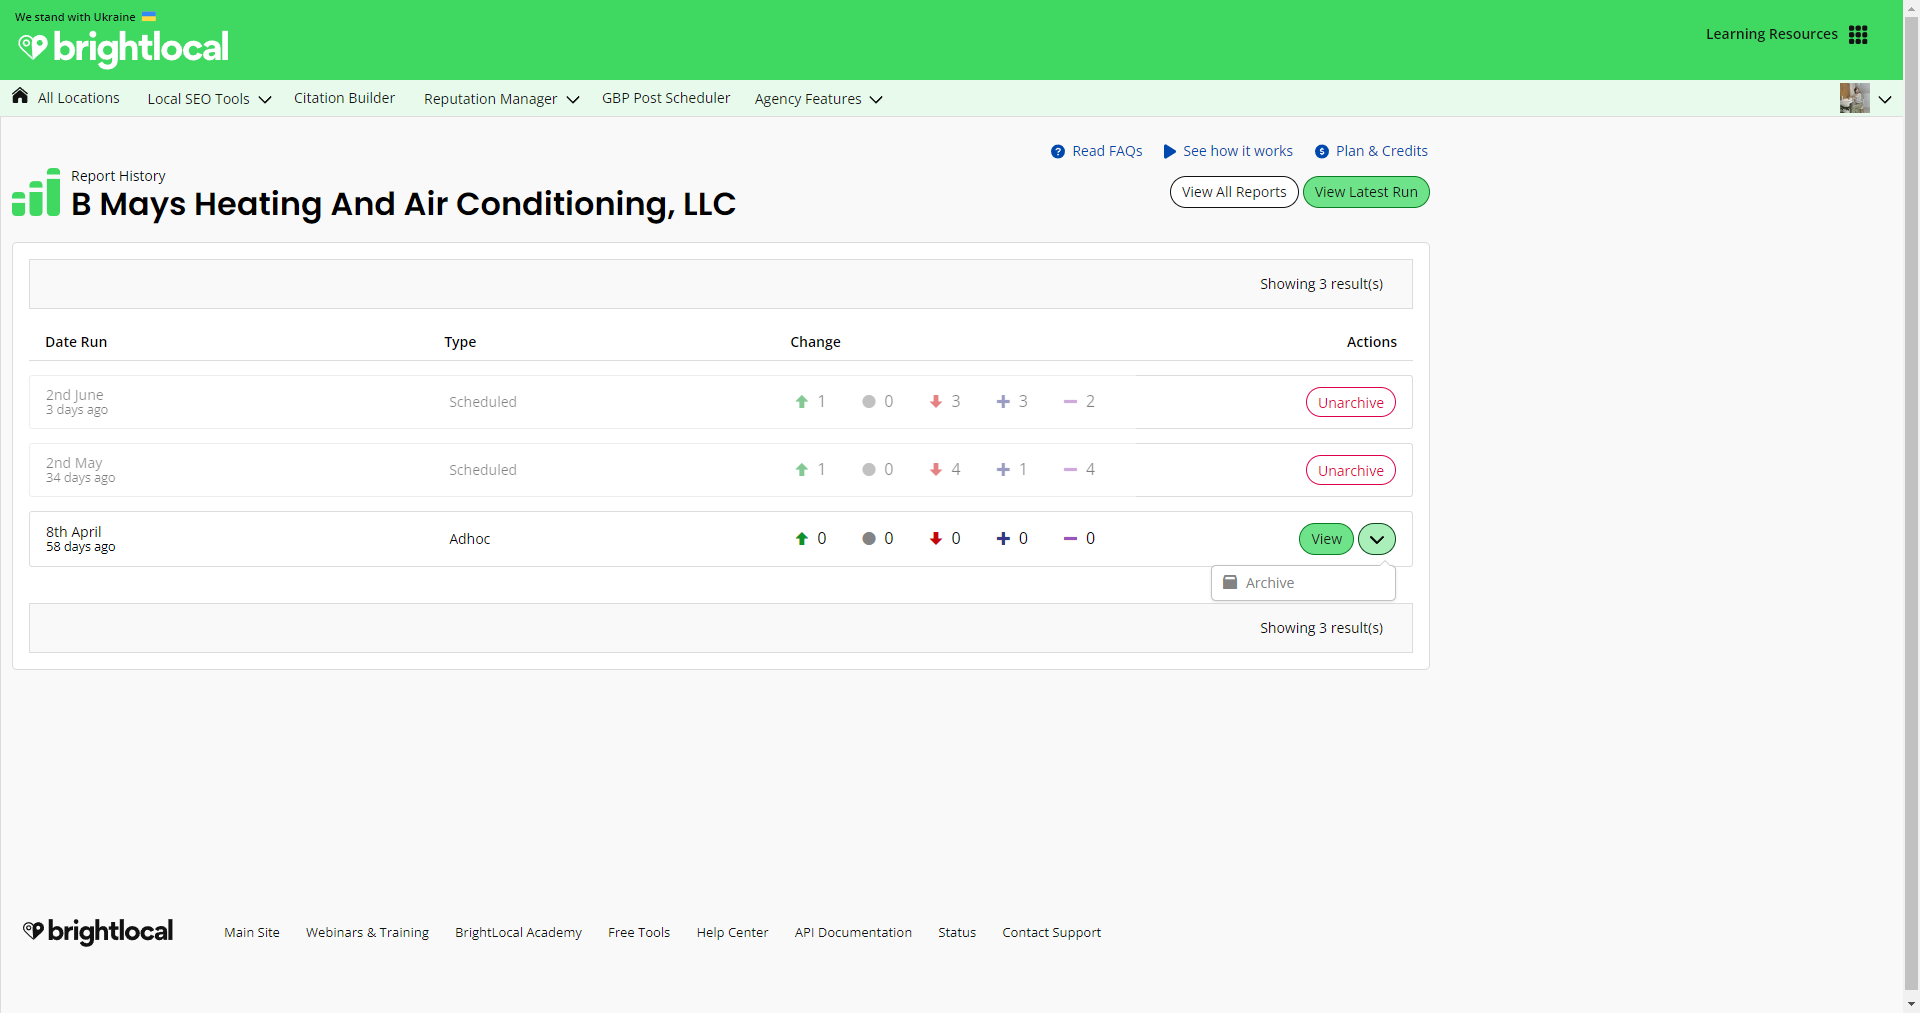 We stand with Ukraine
brightlocal
Learning Resources
All Locations
Local SEO Tools
Citation Builder
Reputation Manager
GBP Post Scheduler
Agency Features
Read FAQs
See how it works
Plan & Credits
Report History
B Mays Heating And Air Conditioning, LLC
View All Reports
View Latest Run
Showing 3 result(s)
Date Run Type Change Actions
2nd June
3 days ago
Scheduled 1 0 3 3 2 Unarchive
2nd May
34 days ago
Scheduled 1 0 4 1 4 Unarchive
8th April
58 days ago
Adhoc 0 0 0 0 0 View
Archive
Showing 3 result(s)
brightlocal
Main Site
Webinars & Training
BrightLocal Academy
Free Tools
Help Center
API Documentation
Status
Contact Support